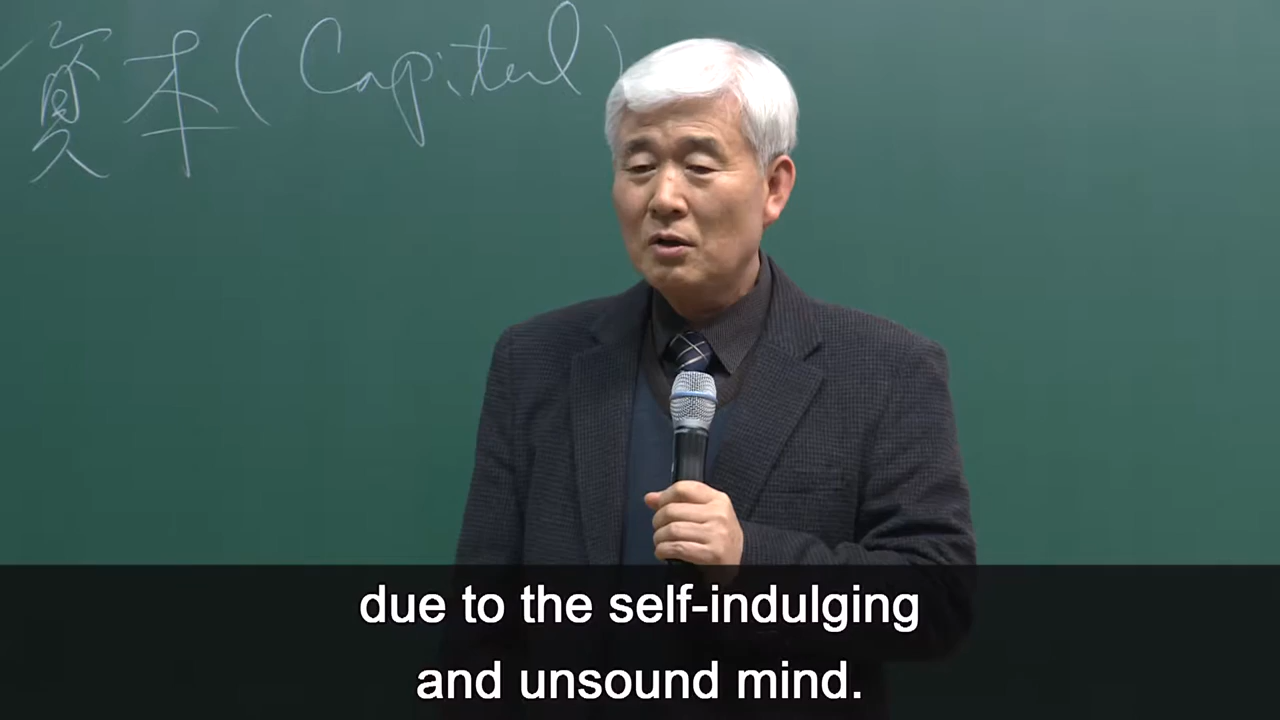 資本(Capital)
due to the self-indulging
and unsound mind.